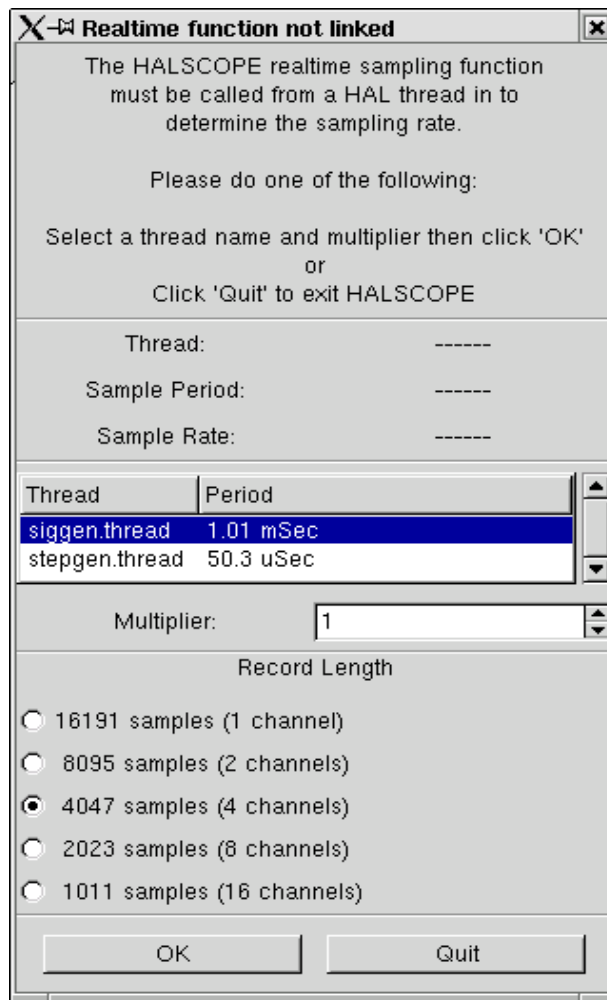 Realtime function not linked
The HALSCOPE realtime sampling function
must be called from a HAL thread in to
determine the sampling rate.
Please do one of the following:
Select a thread name and multiplier then click 'OK'
or
Click 'Quit' to exit HALSCOPE
Thread: ------
Sample Period: ------
Sample Rate: ------
Thread Period
siggen.thread 1.01 mSec
stepgen.thread 50.3 uSec
Multiplier: 1
Record Length
16191 samples (1 channel)
8095 samples (2 channels)
4047 samples (4 channels)
2023 samples (8 channels)
1011 samples (16 channels)
OK Quit